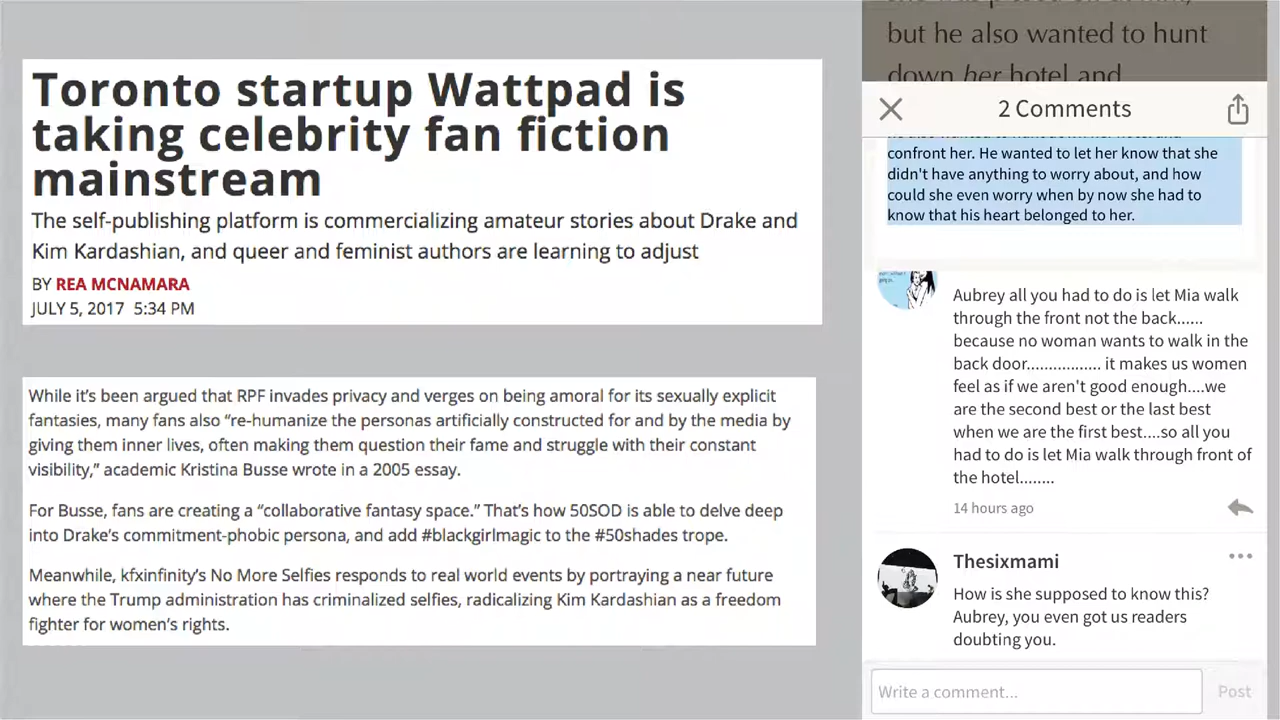 Toronto startup Wattpad is
taking celebrity fan fiction
mainstream
The self-publishing platform is commercializing amateur stories about Drake and
Kim Kardashian, and queer and feminist authors are learning to adjust
BY REA MCNAMARA
JULY 5, 2017 5:34 PM
While it’s been argued that RPF invades privacy and verges on being amoral for its sexually explicit
fantasies, many fans also “re-humanize the personas artificially constructed for and by the media by
giving them inner lives, often making them question their fame and struggle with their constant
visibility,” academic Kristina Busse wrote in a 2005 essay.
For Busse, fans are creating a “collaborative fantasy space.” That’s how 50SOD is able to delve deep
into Drake’s commitment-phobic persona, and add #blackgirlmagic to the #50shades trope.
Meanwhile, kfxinfinity’s No More Selfies responds to real world events by portraying a near future
where the Trump administration has criminalized selfies, radicalizing Kim Kardashian as a freedom
fighter for women’s rights.
but he also wanted to hunt
down her hotel and
2 Comments
confront her. He wanted to let her know that she
didn't have anything to worry about, and how
could she even worry when by now she had to
know that his heart belonged to her.
Aubrey all you had to do is let Mia walk
through the front not the back......
because no woman wants to walk in the
back door................. it makes us women
feel as if we aren't good enough....we
are the second best or the last best
when we are the first best....so all you
had to do is let Mia walk through front of
the hotel........
14 hours ago
Thesixmami
How is she supposed to know this?
Aubrey, you even got us readers
doubting you.
Write a comment...
Post